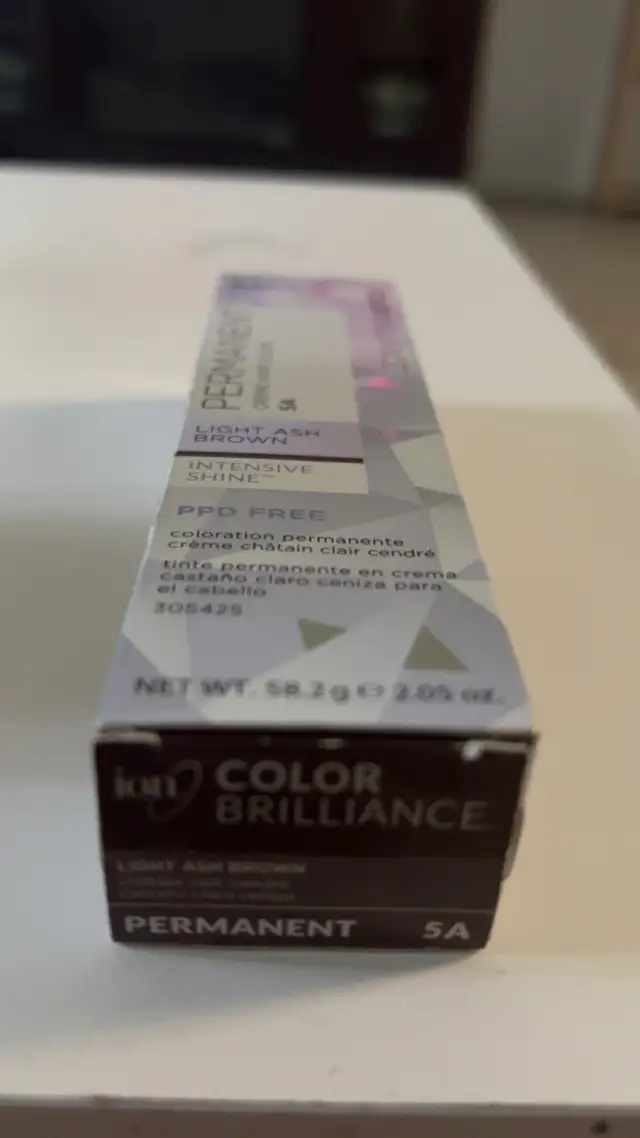 PERMANENT
5A
LIGHT ASH
BROWN
INTENSIVE
SHINE™
PPD FREE
coloration permanente
crème châtain clair cendré
tinte permanente en crema
castaño claro ceniza para
el cabello
305425
NET WT. 58.2g ℮ 2.05 oz.
ion COLOR
BRILLIANCE
LIGHT ASH BROWN
PERMANENT 5A